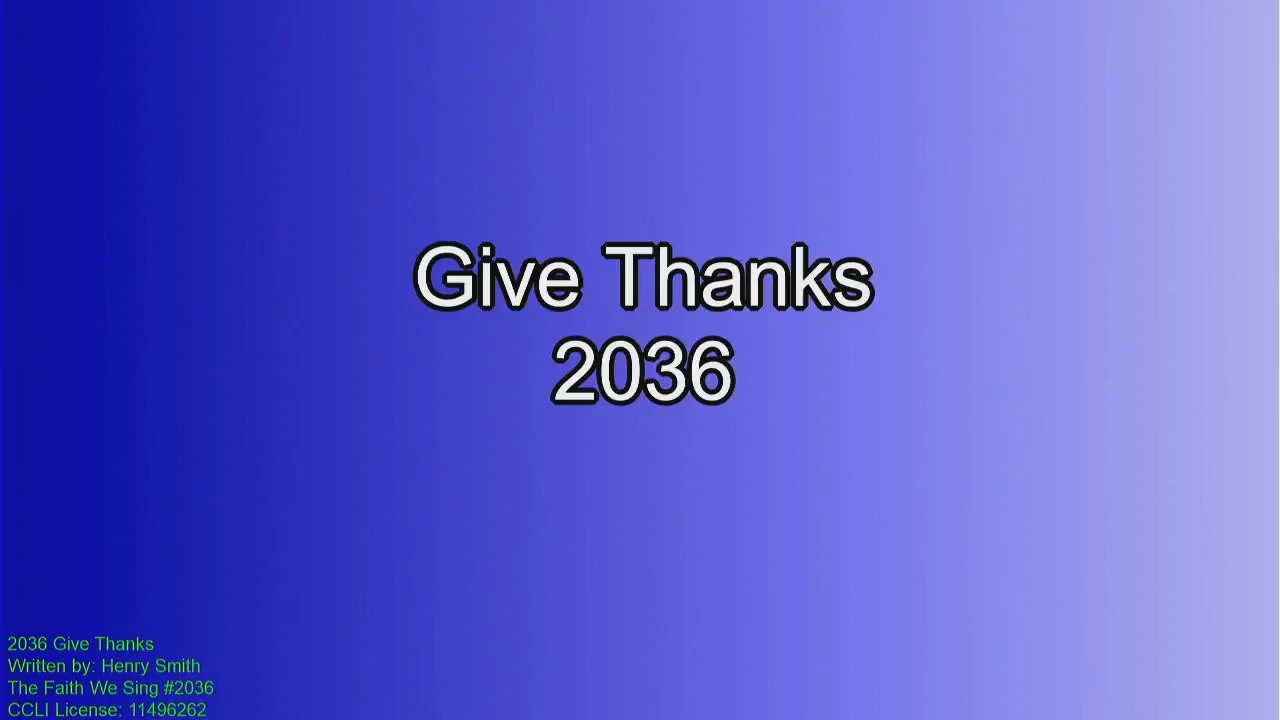 Give Thanks
2036
2036 Give Thanks
Written by: Henry Smith
The Faith We Sing #2036
CCLI License: 11496262